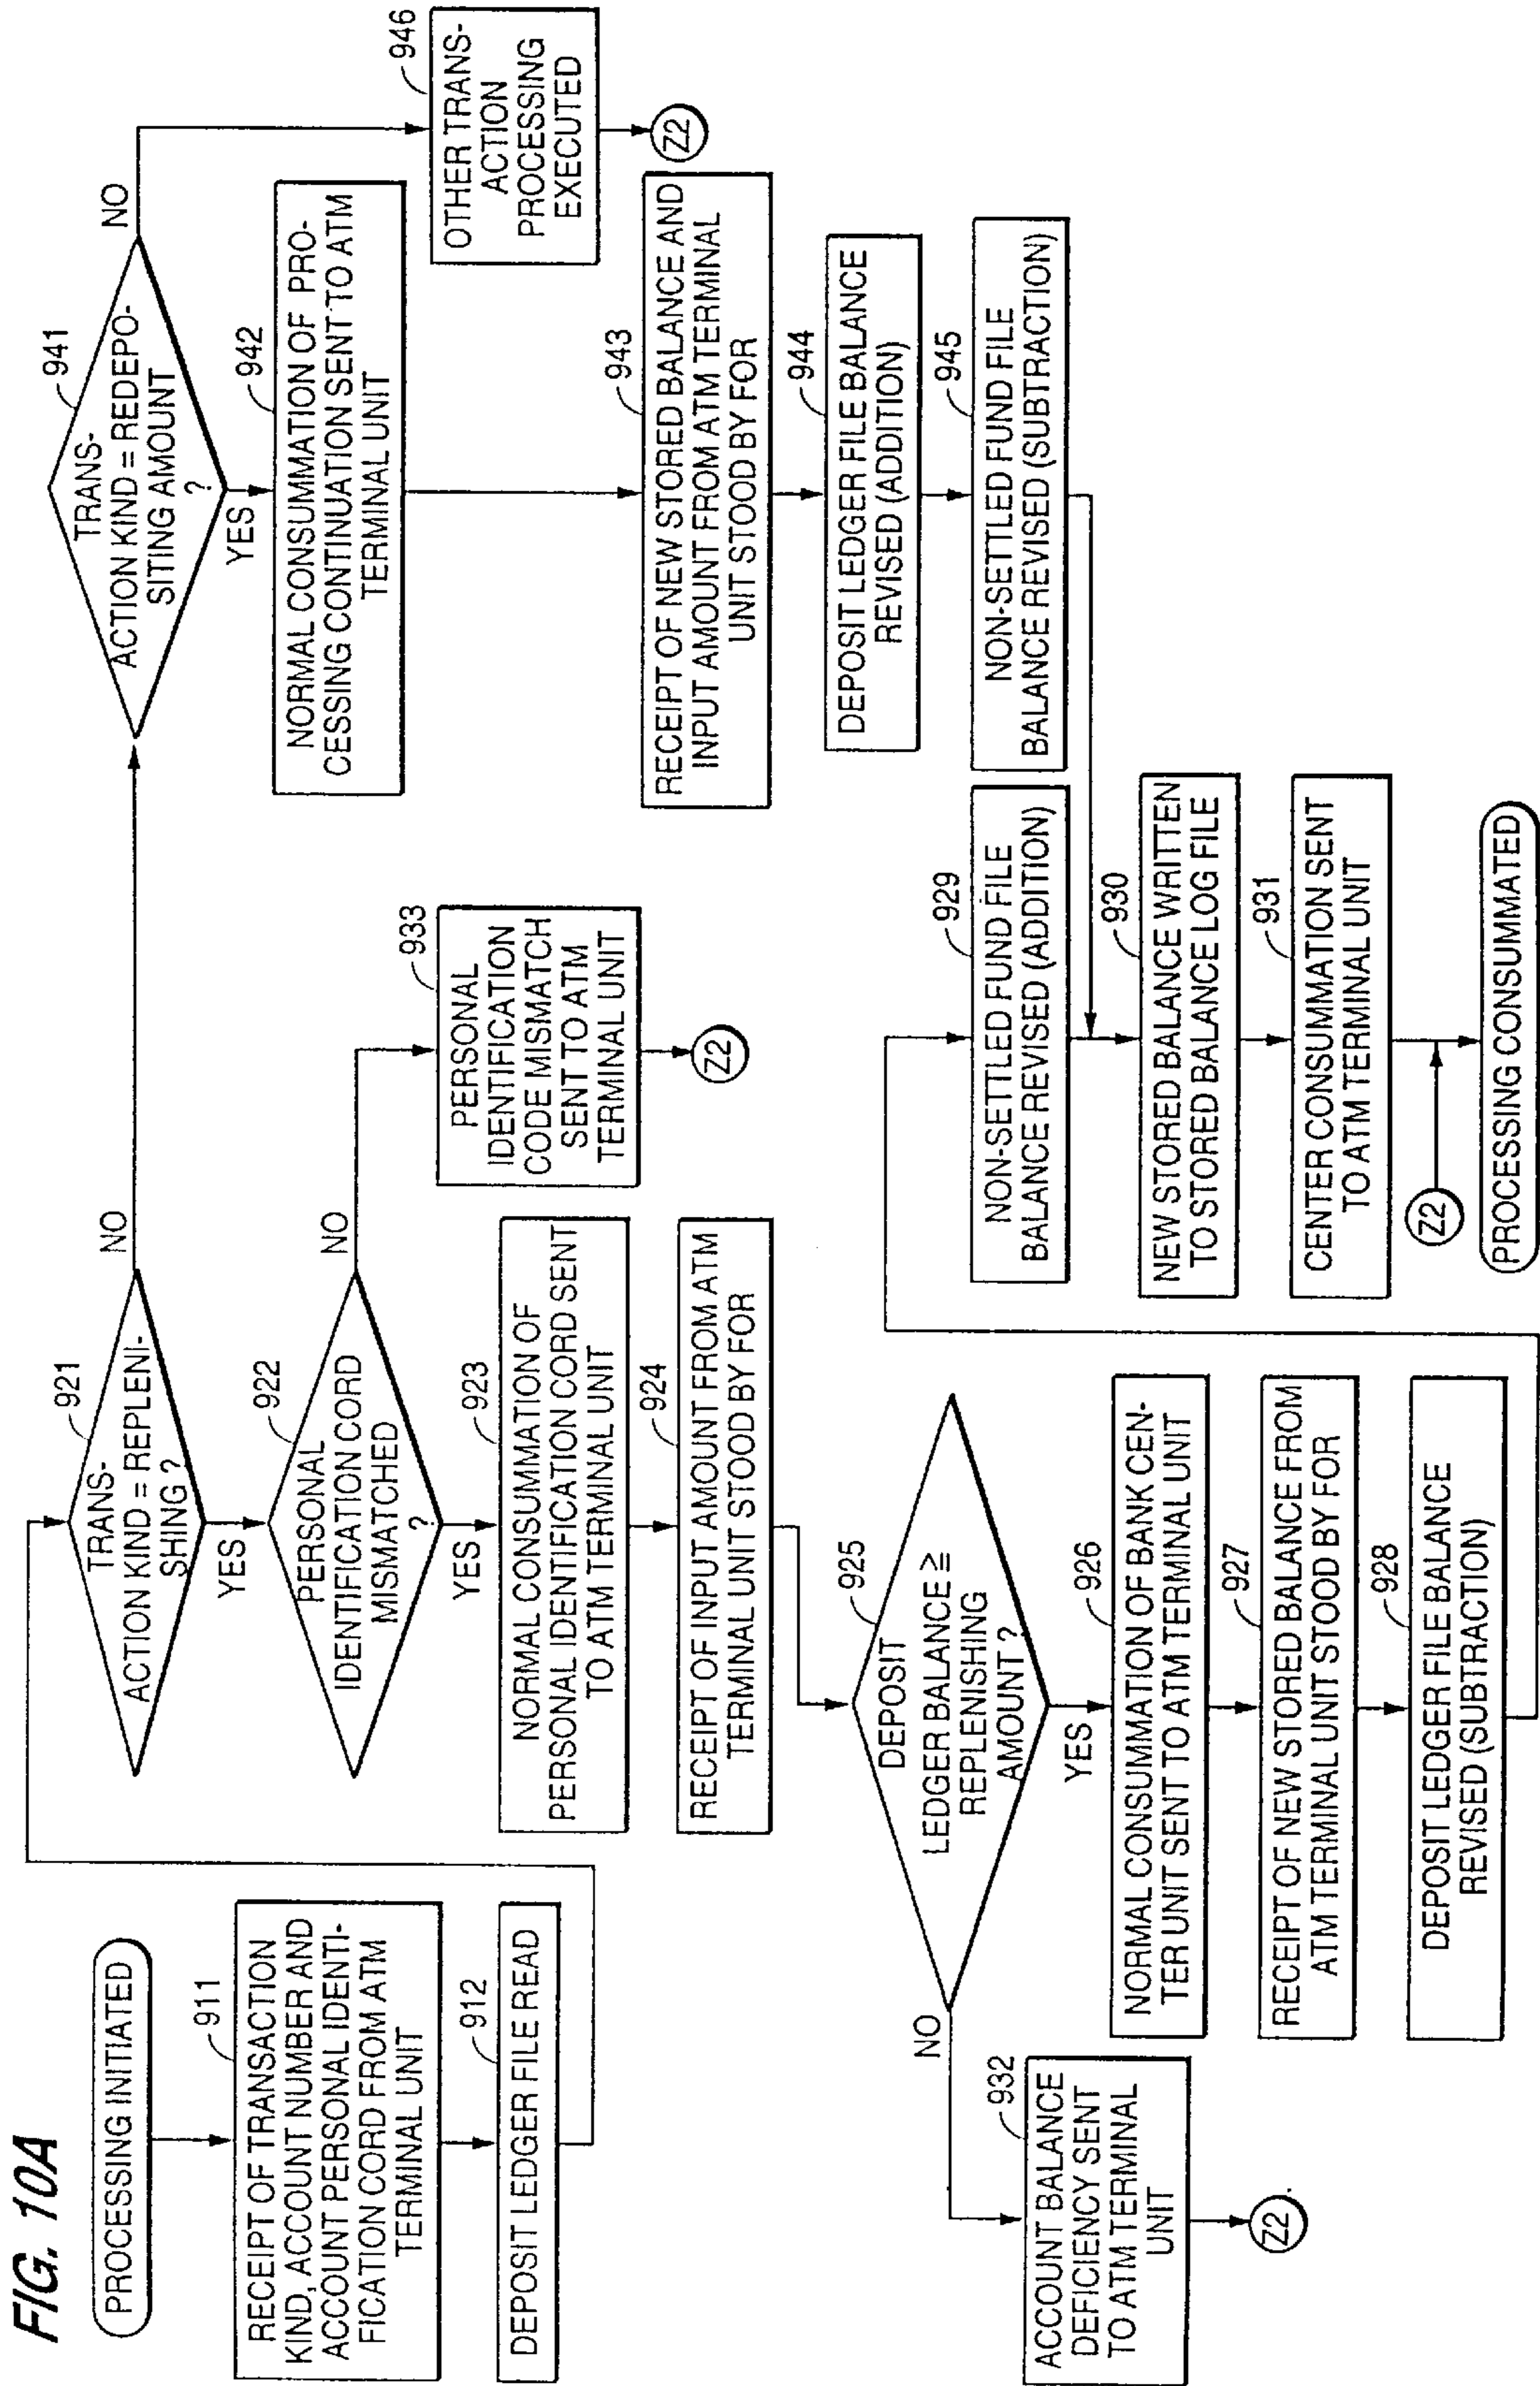 FIG. 10A
PROCESSING INITIATED
911
RECEIPT OF TRANSACTION
KIND, ACCOUNT NUMBER AND
ACCOUNT PERSONAL IDENTI-
FICATION CORD FROM ATM
TERMINAL UNIT
912
DEPOSIT LEDGER FILE READ
921
TRANS-
ACTION KIND = REPLENI-
SHING ?
NO
YES
922
PERSONAL
IDENTIFICATION CORD
MISMATCHED
?
NO
YES
933
PERSONAL
IDENTIFICATION
CODE MISMATCH
SENT TO ATM
TERMINAL UNIT
Z2
923
NORMAL CONSUMMATION OF
PERSONAL IDENTIFICATION CORD SENT
TO ATM TERMINAL UNIT
924
RECEIPT OF INPUT AMOUNT FROM ATM
TERMINAL UNIT STOOD BY FOR
925
DEPOSIT
LEDGER BALANCE ≧
REPLENISHING
AMOUNT ?
NO
YES
932
ACCOUNT BALANCE
DEFICIENCY SENT
TO ATM TERMINAL
UNIT
Z2
926
NORMAL CONSUMMATION OF BANK CEN-
TER UNIT SENT TO ATM TERMINAL UNIT
927
RECEIPT OF NEW STORED BALANCE FROM
ATM TERMINAL UNIT STOOD BY FOR
928
DEPOSIT LEDGER FILE BALANCE
REVISED (SUBTRACTION)
941
TRANS-
ACTION KIND = REDEPO-
SITING AMOUNT
?
NO
YES
946
OTHER TRANS-
ACTION
PROCESSING
EXECUTED
Z2
942
NORMAL CONSUMMATION OF PRO-
CESSING CONTINUATION SENT TO ATM
TERMINAL UNIT
943
RECEIPT OF NEW STORED BALANCE AND
INPUT AMOUNT FROM ATM TERMINAL
UNIT STOOD BY FOR
944
DEPOSIT LEDGER FILE BALANCE
REVISED (ADDITION)
945
NON-SETTLED FUND FILE
BALANCE REVISED (SUBTRACTION)
929
NON-SETTLED FUND FILE
BALANCE REVISED (ADDITION)
930
NEW STORED BALANCE WRITTEN
TO STORED BALANCE LOG FILE
931
CENTER CONSUMMATION SENT
TO ATM TERMINAL UNIT
Z2
PROCESSING CONSUMMATED